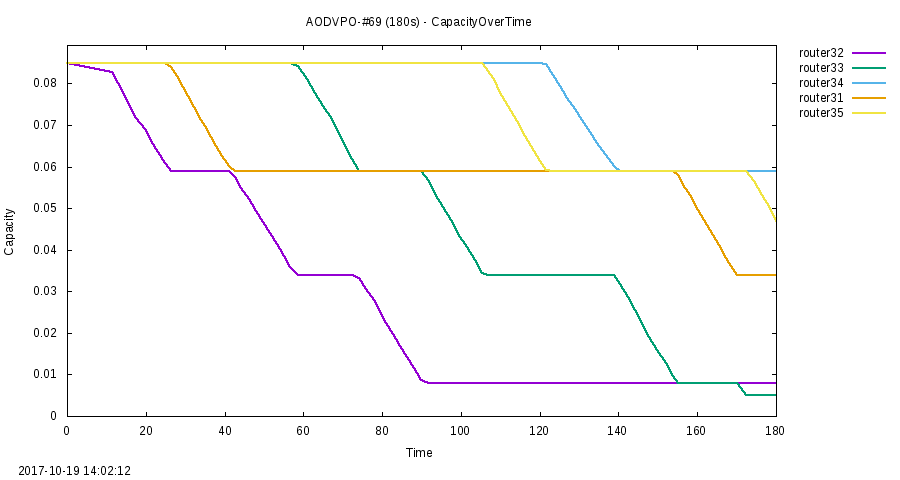 AODVPO-#69 (180s) - CapacityOverTime
router32
router33
router34
router31
router35
0.08
0.07
0.06
0.05
0.04
0.03
0.02
0.01
0
Capacity
0 20 40 60 80 100 120 140 160 180
Time
2017-10-19 14:02:12